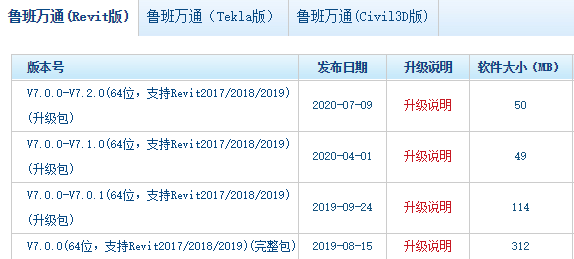 鲁班万通(Revit版) 鲁班万通（Tekla版） 鲁班万通(Civil3D版)
版本号 发布日期 升级说明 软件大小（MB）
V7.0.0-V7.2.0(64位，支持Revit2017/2018/2019)
(升级包) 2020-07-09 升级说明 50
V7.0.0-V7.1.0(64位，支持Revit2017/2018/2019)
(升级包) 2020-04-01 升级说明 49
V7.0.0-V7.0.1(64位，支持Revit2017/2018/2019)
(升级包) 2019-09-24 升级说明 114
V7.0.0(64位，支持Revit2017/2018/2019)(完整包) 2019-08-15 升级说明 312